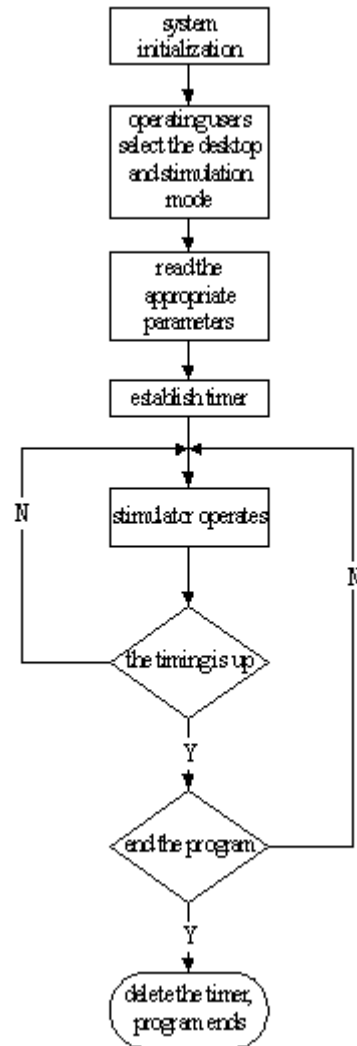 system
initialization
operating users
select the desktop
and stimulation
mode
read the
appropriate
parameters
establish timer
N
stimulator operates
N
the timing is up
Y
end the program
Y
delete the timer,
program ends